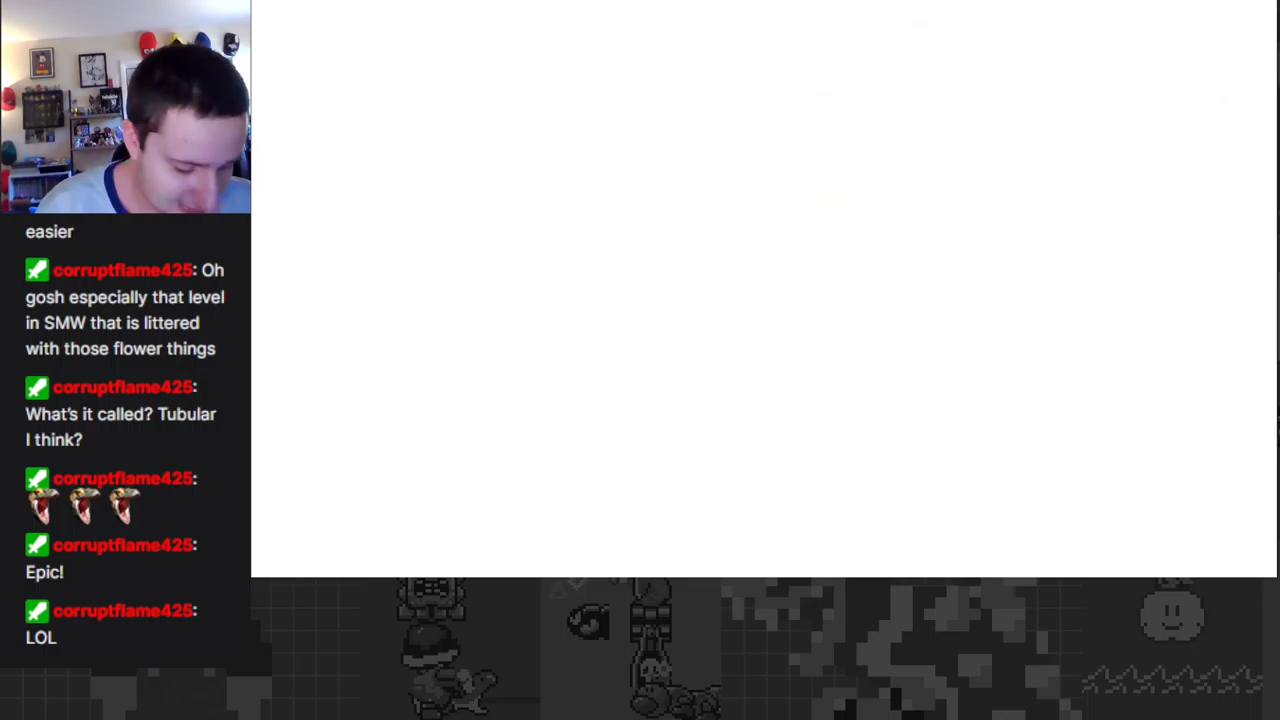 easier
corruptflame425: Oh
gosh especially that level
in SMW that is littered
with those flower things
corruptflame425:
What's it called? Tubular
I think?
corruptflame425:
corruptflame425:
Epic!
corruptflame425:
LOL